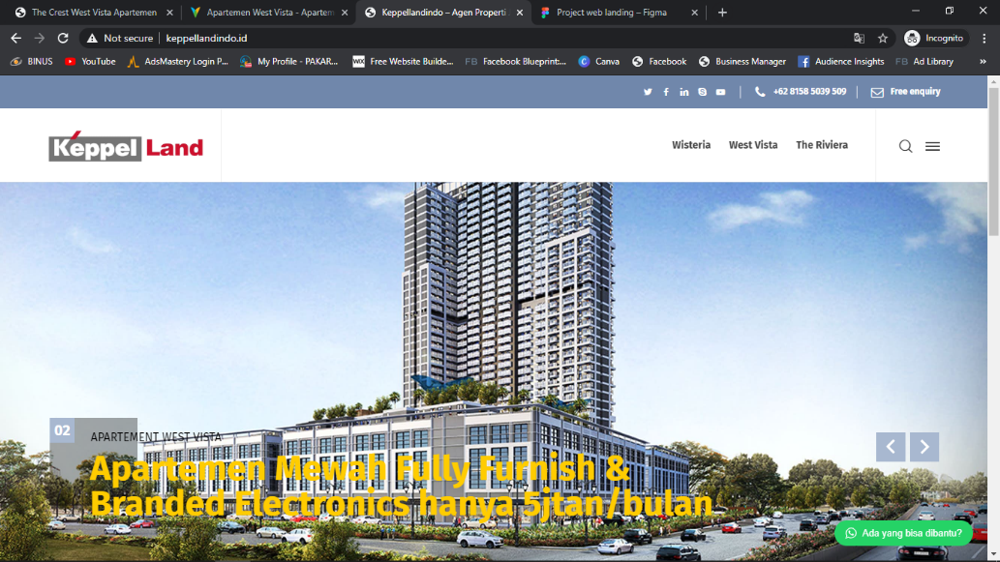 The Crest West Vista Apartemen
Apartemen West Vista - Apartem
Keppellandindo – Agen Properti
Project web landing – Figma
Not secure
keppellandindo.id
Incognito
BINUS
YouTube
AdsMastery Login P...
My Profile - PAKAR...
WIX
Free Website Builde...
FB
Facebook Blueprint:...
C
Canva
Facebook
Business Manager
Audience Insights
FB
Ad Library
+62 8158 5039 509
Free enquiry
Keppel Land
Wisteria
West Vista
The Riviera
02
APARTEMENT WEST VISTA
Apartemen Mewah Fully Furnish &
Branded Electronics hanya 5jtan/bulan
Ada yang bisa dibantu?